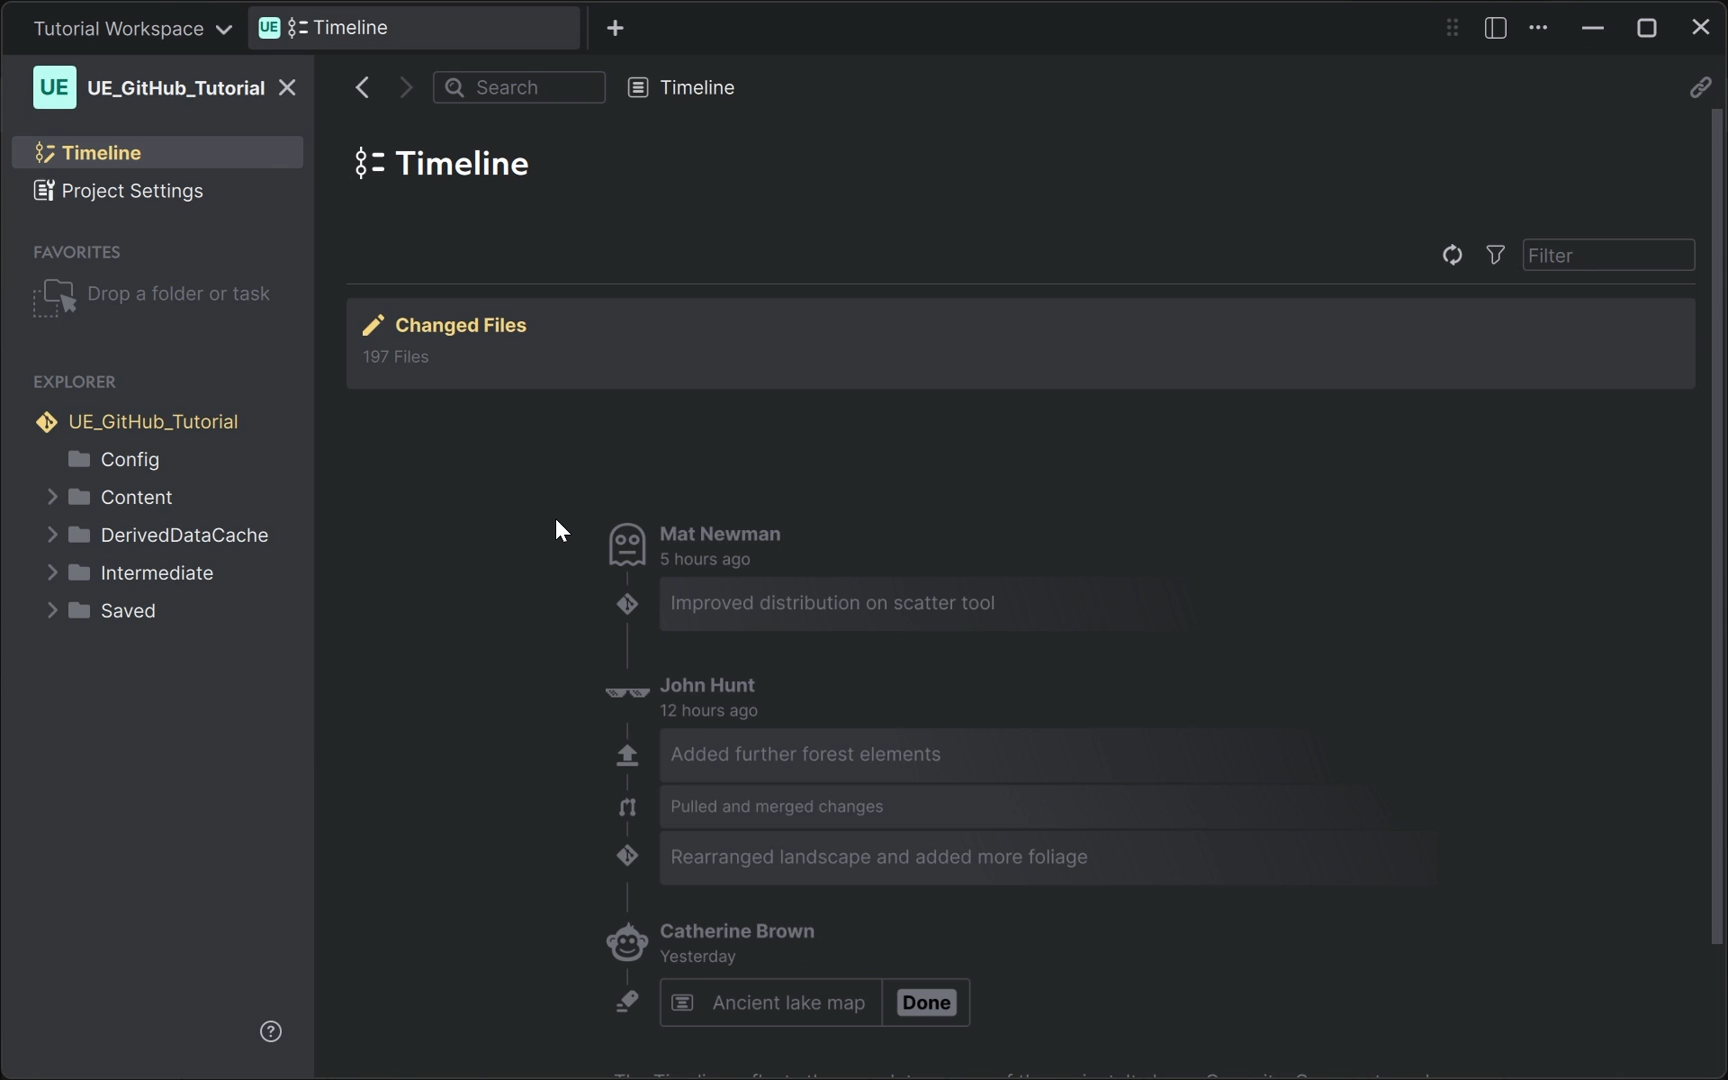 Tutorial Workspace
UE Timeline
UE UE_GitHub_Tutorial
Search
Timeline
Timeline
Project Settings
Timeline
FAVORITES
Drop a folder or task
Filter
Changed Files
197 Files
EXPLORER
UE_GitHub_Tutorial
Config
Content
DerivedDataCache
Intermediate
Saved
Mat Newman
5 hours ago
Improved distribution on scatter tool
John Hunt
12 hours ago
Added further forest elements
Pulled and merged changes
Rearranged landscape and added more foliage
Catherine Brown
Yesterday
Ancient lake map Done